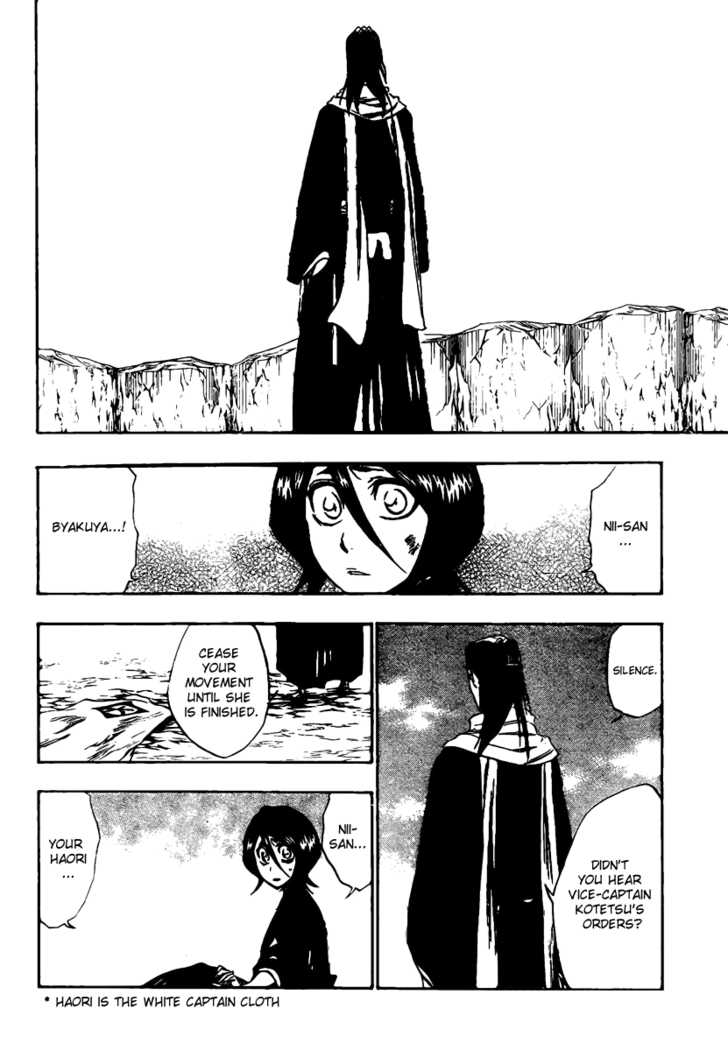 NII-SAN
...
BYAKUYA...!
SILENCE.
DIDN'T
YOU HEAR
VICE-CAPTAIN
KOTETSU'S
ORDERS?
CEASE
YOUR
MOVEMENT
UNTIL SHE
IS FINISHED.
NII-
SAN...
YOUR
HAORI
...
* HAORI IS THE WHITE CAPTAIN CLOTH